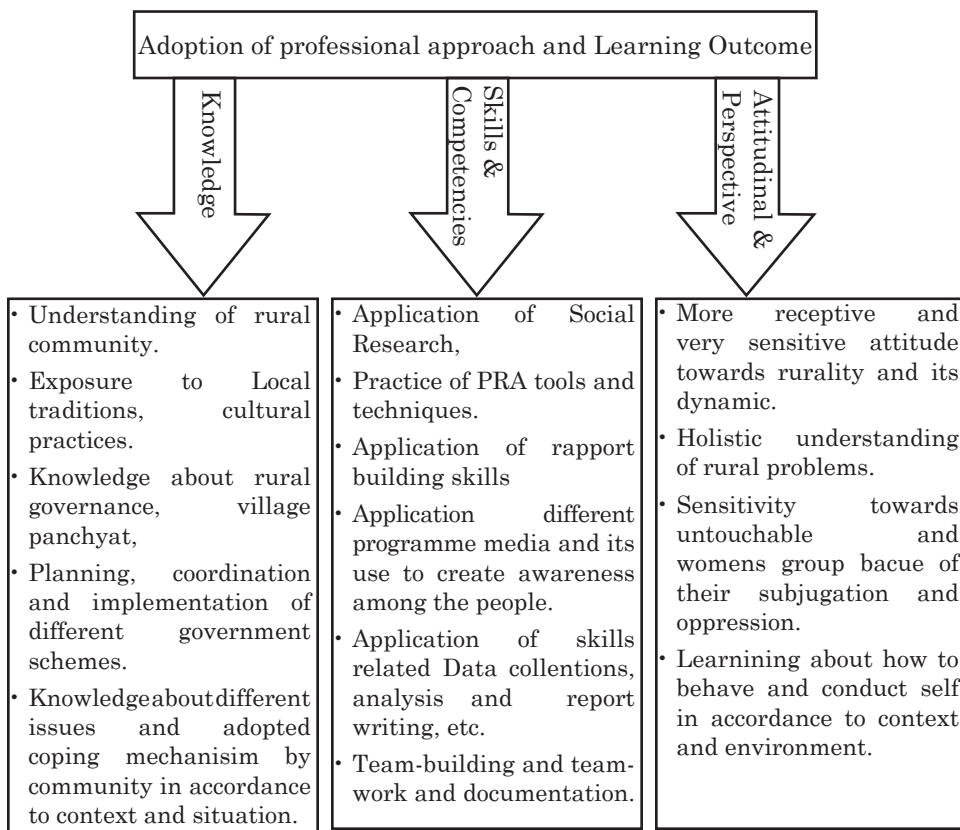 Adoption of professional approach and Learning Outcome
Knowledge
Skills &
Competencies
Attitudinal &
Perspective
• Understanding of rural
community.
• Exposure to Local
traditions, cultural
practices.
• Knowledge about rural
governance, village
panchyat,
• Planning, coordination
and implementation of
different government
schemes.
• Knowledge about different
issues and adopted
coping mechanisim by
community in accordance
to context and situation.
• Application of Social
Research,
• Practice of PRA tools and
techniques.
• Application of rapport
building skills
• Application different
programme media and its
use to create awareness
among the people.
• Application of skills
related Data collentions,
analysis and report
writing, etc.
• Team-building and team-
work and documentation.
• More receptive and
very sensitive attitude
towards rurality and its
dynamic.
• Holistic understanding
of rural problems.
• Sensitivity towards
untouchable and
womens group bacue of
their subjugation and
oppression.
• Learnining about how to
behave and conduct self
in accordance to context
and environment.